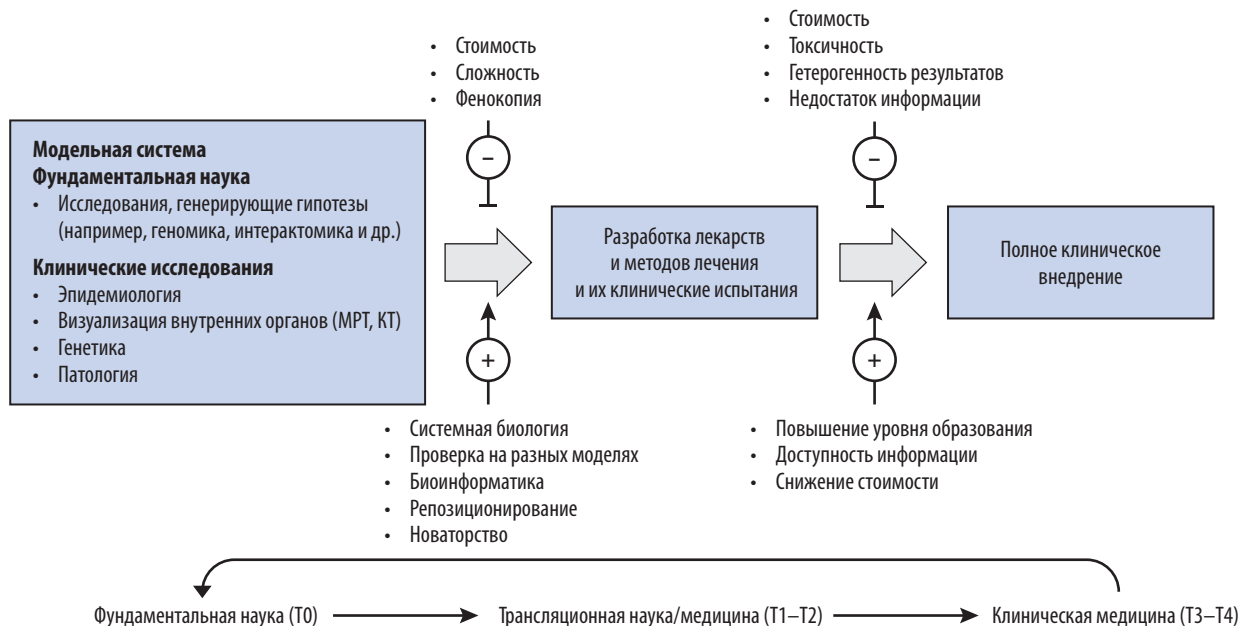 • Стоимость
• Сложность
• Фенокопия
−
• Стоимость
• Токсичность
• Гетерогенность результатов
• Недостаток информации
−
Модельная система
Фундаментальная наука
• Исследования, генерирующие гипотезы
(например, геномика, интерактомика и др.)
Клинические исследования
• Эпидемиология
• Визуализация внутренних органов (МРТ, КТ)
• Генетика
• Патология
Разработка лекарств
и методов лечения
и их клинические испытания
Полное клиническое
внедрение
+
• Системная биология
• Проверка на разных моделях
• Биоинформатика
• Репозиционирование
• Новаторство
+
• Повышение уровня образования
• Доступность информации
• Снижение стоимости
Фундаментальная наука (T0)
Трансляционная наука/медицина (T1–T2)
Клиническая медицина (T3–T4)